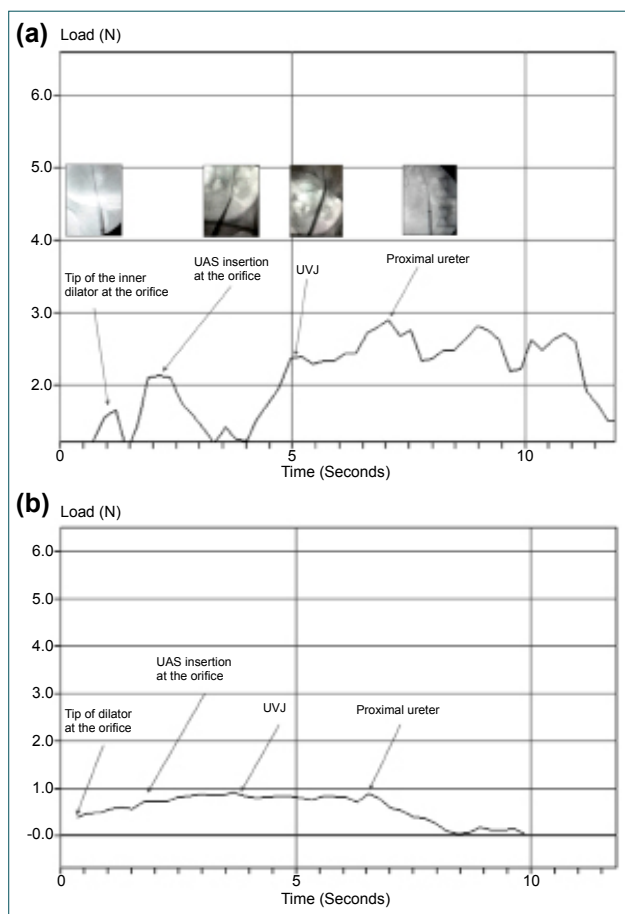 (a) Load (N)
6.0
5.0
4.0
Tip of the inner
dilator at the orifice
UAS insertion
at the orifice
UVJ
Proximal ureter
3.0
2.0
0 5 10
Time (Seconds)
(b) Load (N)
6.0
5.0
4.0
3.0
2.0
1.0
-0.0
Tip of dilator
at the orifice
UAS insertion
at the orifice
UVJ
Proximal ureter
0 5 10
Time (Seconds)